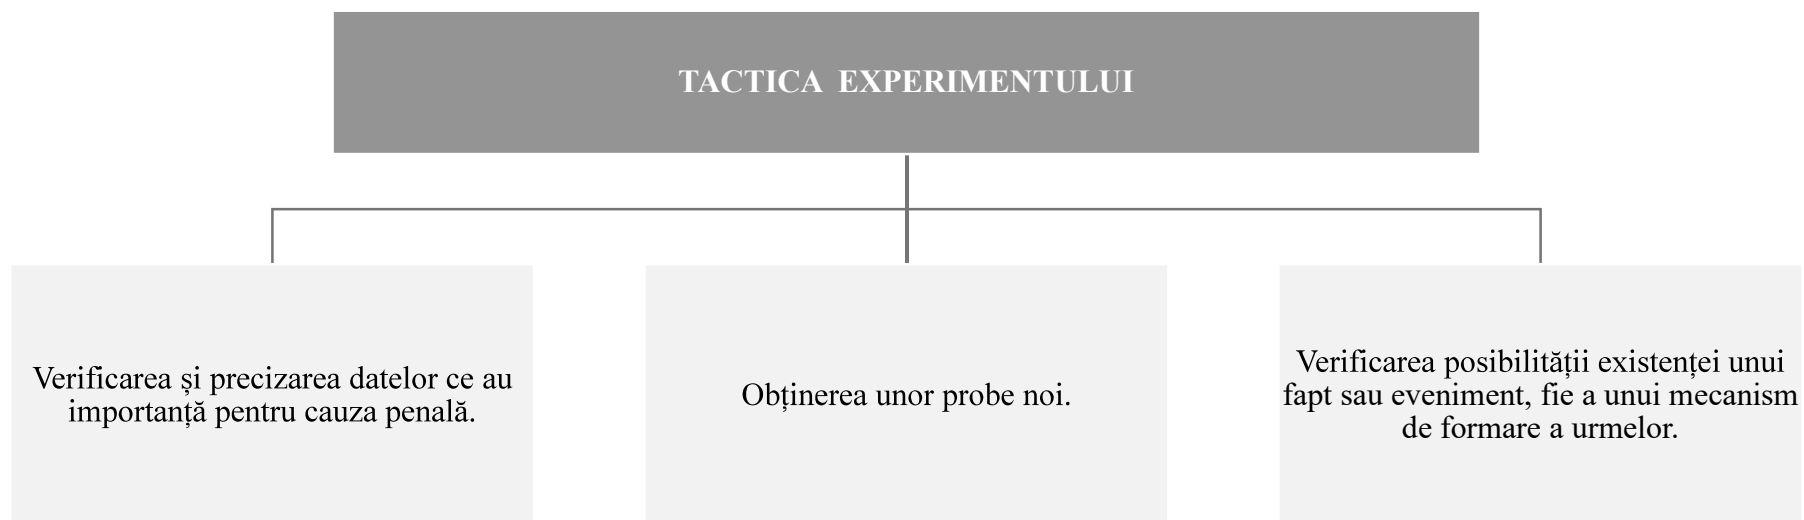 TACTICA EXPERIMENTULUI
Verificarea și precizarea datelor ce au
importanță pentru cauza penală.
Obținerea unor probe noi.
Verificarea posibilității existenței unui
fapt sau eveniment, fie a unui mecanism
de formare a urmelor.